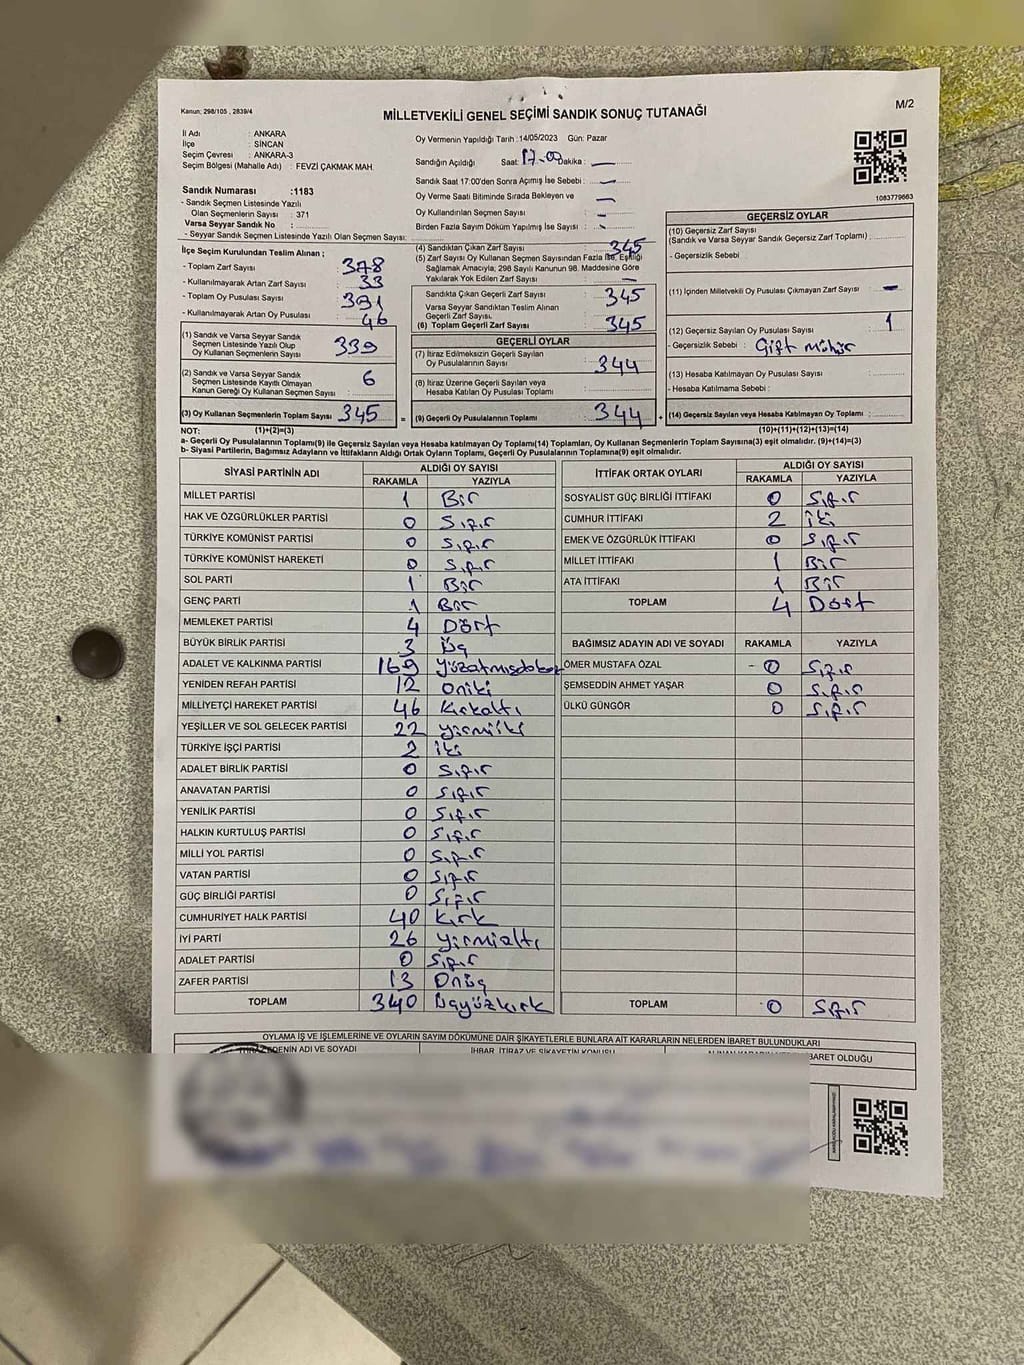 Kanun: 298/105 , 2839/4
MİLLETVEKİLİ GENEL SEÇİMİ SANDIK SONUÇ TUTANAĞI
M/2
İl Adı : ANKARA
İlçe : SİNCAN
Seçim Çevresi : ANKARA-3
Seçim Bölgesi (Mahalle Adı) : FEVZİ ÇAKMAK MAH.
Sandık Numarası :1183
- Sandık Seçmen Listesinde Yazılı
Olan Seçmenlerin Sayısı : 371
Varsa Seyyar Sandık No :
- Seyyar Sandık Seçmen Listesinde Yazılı Olan Seçmen Sayısı:
Oy Vermenin Yapıldığı Tarih :14/05/2023 Gün: Pazar
Sandığın Açıldığı Saat: 17.00 Dakika : —
Sandık Saat 17:00'den Sonra Açılmış İse Sebebi : —
Oy Verme Saati Bitiminde Sırada Bekleyen ve
Oy Kullandırılan Seçmen Sayısı —
Birden Fazla Sayım Döküm Yapılmış İse Sayısı : —
1083779663
İlçe Seçim Kurulundan Teslim Alınan ;
- Toplam Zarf Sayısı : 378
- Kullanılmayarak Artan Zarf Sayısı : 33
- Toplam Oy Pusulası Sayısı : 391
- Kullanılmayarak Artan Oy Pusulası : 46
(1) Sandık ve Varsa Seyyar Sandık
Seçmen Listesinde Yazılı Olup
Oy Kullanan Seçmenlerin Sayısı 339
(2) Sandık ve Varsa Seyyar Sandık
Seçmen Listesinde Kayıtlı Olmayan
Kanun Gereği Oy Kullanan Seçmen Sayısı 6
(3) Oy Kullanan Seçmenlerin Toplam Sayısı 345 =
(4) Sandıktan Çıkan Zarf Sayısı 345
(5) Zarf Sayısı Oy Kullanan Seçmen Sayısından Fazla İse, Eşitliği
Sağlamak Amacıyla; 298 Sayılı Kanunun 98. Maddesine Göre
Yakılarak Yok Edilen Zarf Sayısı : —
Sandıkta Çıkan Geçerli Zarf Sayısı 345
Varsa Seyyar Sandıktan Teslim Alınan
Geçerli Zarf Sayısı.
(6) Toplam Geçerli Zarf Sayısı 345
GEÇERLİ OYLAR
(7) İtiraz Edilmeksizin Geçerli Sayılan
Oy Pusulalarının Sayısı : 344
(8) İtiraz Üzerine Geçerli Sayılan veya
Hesaba Katılan Oy Pusulası Toplamı :
(9) Geçerli Oy Pusulalarının Toplamı : 344 +
GEÇERSİZ OYLAR
(10) Geçersiz Zarf Sayısı
(Sandık ve Varsa Seyyar Sandık Geçersiz Zarf Toplamı) :
- Geçersizlik Sebebi
(11) İçinden Milletvekili Oy Pusulası Çıkmayan Zarf Sayısı : —
(12) Geçersiz Sayılan Oy Pusulası Sayısı : 1
- Geçersizlik Sebebi : Çift mühür
(13) Hesaba Katılmayan Oy Pusulası Sayısı :
- Hesaba Katılmama Sebebi :
(14) Geçersiz Sayılan veya Hesaba Katılmayan Oy Toplamı :
NOT: (1)+(2)=(3) (10)+(11)+(12)+(13)=(14)
a- Geçerli Oy Pusulalarının Toplamı(9) ile Geçersiz Sayılan veya Hesaba katılmayan Oy Toplamı(14) Toplamları, Oy Kullanan Seçmenlerin Toplam Sayısına(3) eşit olmalıdır. (9)+(14)=(3)
b- Siyasi Partilerin, Bağımsız Adayların ve İttifakların Aldığı Ortak Oyların Toplamı, Geçerli Oy Pusulalarının Toplamına(9) eşit olmalıdır.
SİYASİ PARTİNİN ADI ALDIĞI OY SAYISI
RAKAMLA YAZIYLA
MİLLET PARTİSİ 1 Bir
HAK VE ÖZGÜRLÜKLER PARTİSİ 0 Sıfır
TÜRKİYE KOMÜNİST PARTİSİ 0 Sıfır
TÜRKİYE KOMÜNİST HAREKETİ 0 Sıfır
SOL PARTİ 1 Bir
GENÇ PARTİ 1 Bir
MEMLEKET PARTİSİ 4 Dört
BÜYÜK BİRLİK PARTİSİ 3 Üç
ADALET VE KALKINMA PARTİSİ 169 Yüzatmışdokuz
YENİDEN REFAH PARTİSİ 12 Oniki
MİLLİYETÇİ HAREKET PARTİSİ 46 Kırkaltı
YEŞİLLER VE SOL GELECEK PARTİSİ 22 yirmiiki
TÜRKİYE İŞÇİ PARTİSİ 2 iki
ADALET BİRLİK PARTİSİ 0 Sıfır
ANAVATAN PARTİSİ 0 Sıfır
YENİLİK PARTİSİ 0 Sıfır
HALKIN KURTULUŞ PARTİSİ 0 Sıfır
MİLLİ YOL PARTİSİ 0 Sıfır
VATAN PARTİSİ 0 Sıfır
GÜÇ BİRLİĞİ PARTİSİ 0 Sıfır
CUMHURİYET HALK PARTİSİ 40 Kırk
İYİ PARTİ 26 Yirmialtı
ADALET PARTİSİ 0 Sıfır
ZAFER PARTİSİ 13 Onüç
TOPLAM 340 Üçyüzkırk
İTTİFAK ORTAK OYLARI ALDIĞI OY SAYISI
RAKAMLA YAZIYLA
SOSYALİST GÜÇ BİRLİĞİ İTTİFAKI 0 Sıfır
CUMHUR İTTİFAKI 2 iki
EMEK VE ÖZGÜRLÜK İTTİFAKI 0 Sıfır
MİLLET İTTİFAKI 1 Bir
ATA İTTİFAKI 1 Bir
TOPLAM 4 Dört
BAĞIMSIZ ADAYIN ADI VE SOYADI RAKAMLA YAZIYLA
ÖMER MUSTAFA ÖZAL 0 Sıfır
ŞEMSEDDİN AHMET YAŞAR 0 Sıfır
ÜLKÜ GÜNGÖR 0 Sıfır
TOPLAM 0 Sıfır
OYLAMA İŞ VE İŞLEMLERİNE VE OYLARIN SAYIM DÖKÜMÜNE DAİR ŞİKAYETLERLE BUNLARA AİT KARARLARIN NELERDEN İBARET BULUNDUKLARI
EDENİN ADI VE SOYADI İHBAR, İTİRAZ VE ŞİKAYETİN KONUSU BARET OLDUĞU